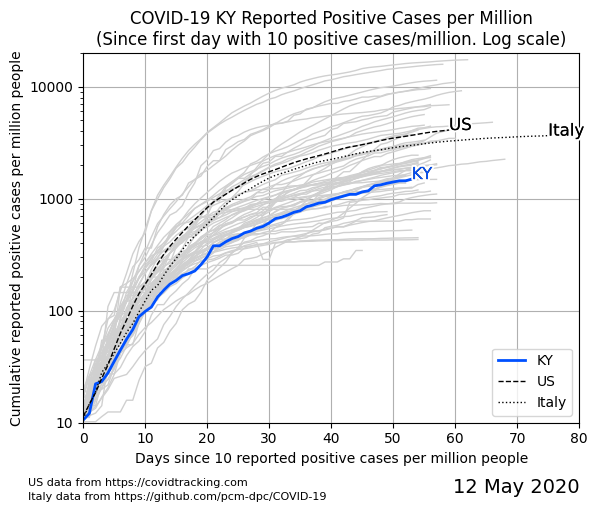 COVID-19 KY Reported Positive Cases per Million
(Since first day with 10 positive cases/million. Log scale)
Cumulative reported positive cases per million people
10000
1000
100
10
US
Italy
KY
KY
US
Italy
0 10 20 30 40 50 60 70 80
Days since 10 reported positive cases per million people
US data from https://covidtracking.com
Italy data from https://github.com/pcm-dpc/COVID-19
12 May 2020